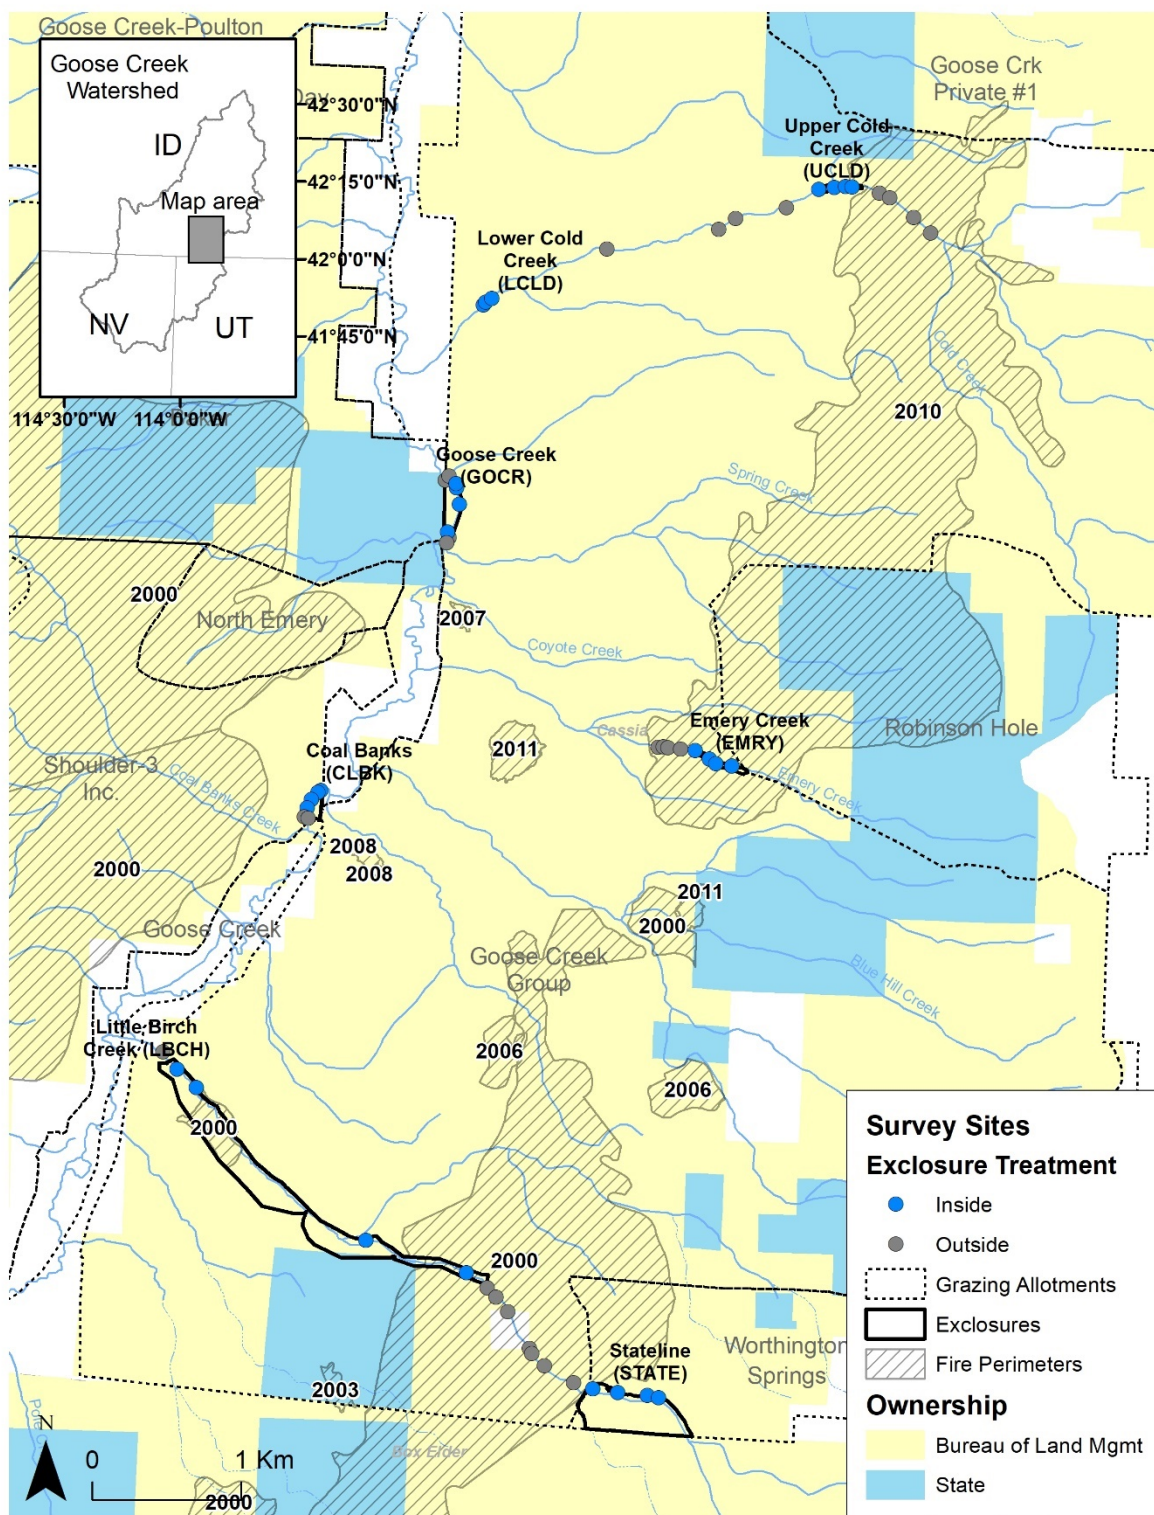 Goose Creek-Poulton
Goose Creek
Watershed
ID
Map area
NV
UT
42°30'0"N
42°15'0"N
42°0'0"N
41°45'0"N
114°30'0"W
114°0'0"W
Goose Crk
Private #1
Upper Cold
Creek
(UCLD)
Lower Cold
Creek
(LCLD)
Cold Creek
2010
Goose Creek
(GOCR)
Spring Creek
2000
North Emery
2007
Coyote Creek
Cassia
Emery Creek
(EMRY)
Robinson Hole
Emery Creek
2011
Coal Banks
(CLBK)
Shoulder-3
Inc.
Coal Banks Creek
2008
2008
2000
2011
2000
Goose Creek
Goose Creek
Group
Blue Hill Creek
Little Birch
Creek (LBCH)
2006
2006
2000
2000
Stateline
(STATE)
Worthington
Springs
2003
Box Elder
N
0
1 Km
2000
Survey Sites
Exclosure Treatment
Inside
Outside
Grazing Allotments
Exclosures
Fire Perimeters
Ownership
Bureau of Land Mgmt
State